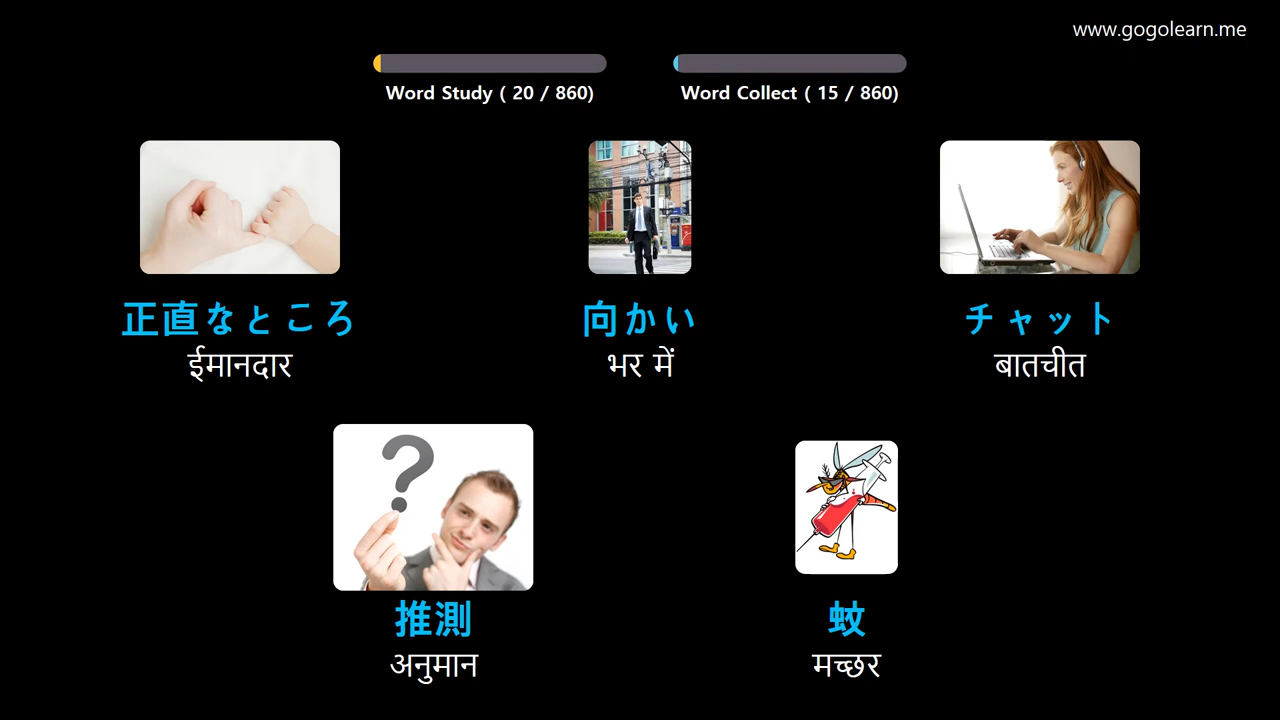 www.gogolearn.me
Word Study ( 20 / 860)
Word Collect ( 15 / 860)
正直なところ
ईमानदार
向かい
भर में
チャット
बातचीत
推測
अनुमान
蚊
मच्छर